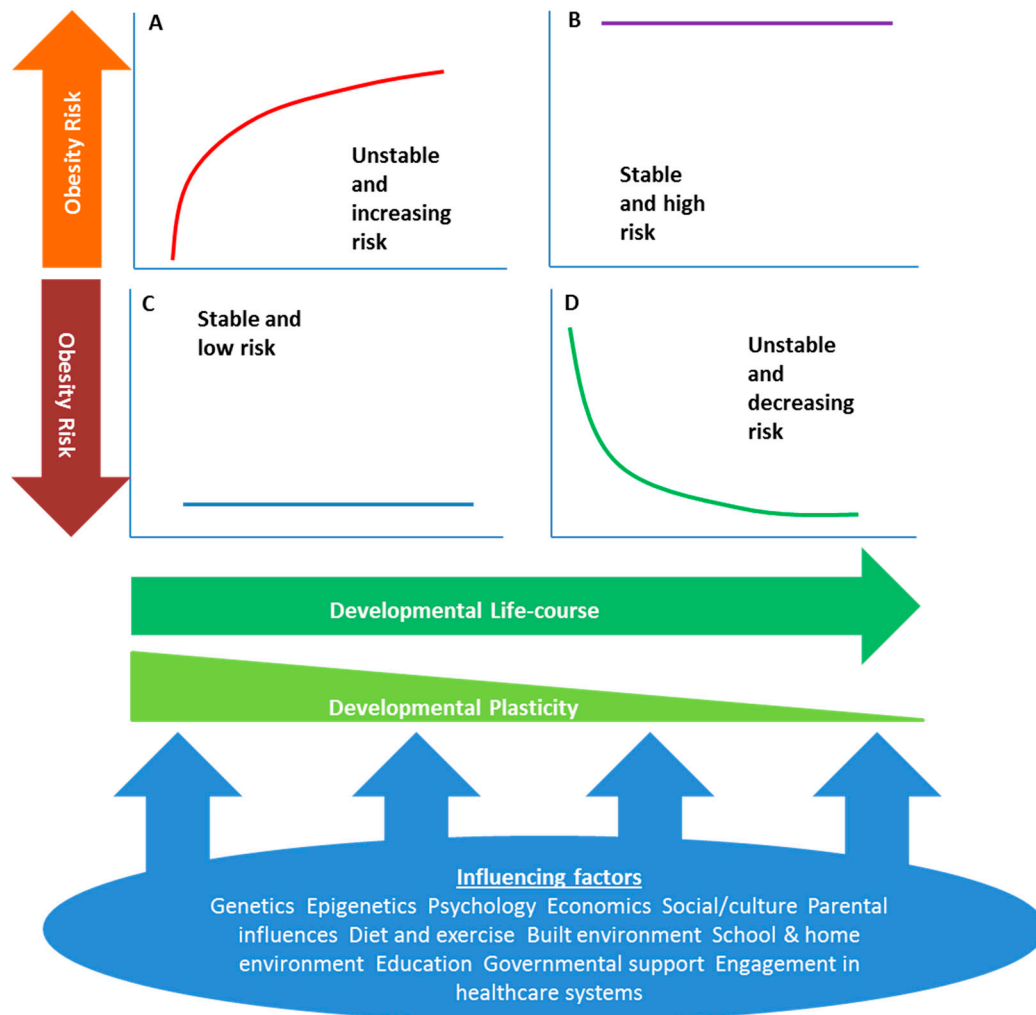 Obesity Risk
A
Unstable
and
increasing
risk
B
Stable
and high
risk
Obesity Risk
C
Stable and
low risk
D
Unstable
and
decreasing
risk
Developmental Life-course
Developmental Plasticity
Influencing factors
Genetics Epigenetics Psychology Economics Social/culture Parental
influences Diet and exercise Built environment School & home
environment Education Governmental support Engagement in
healthcare systems